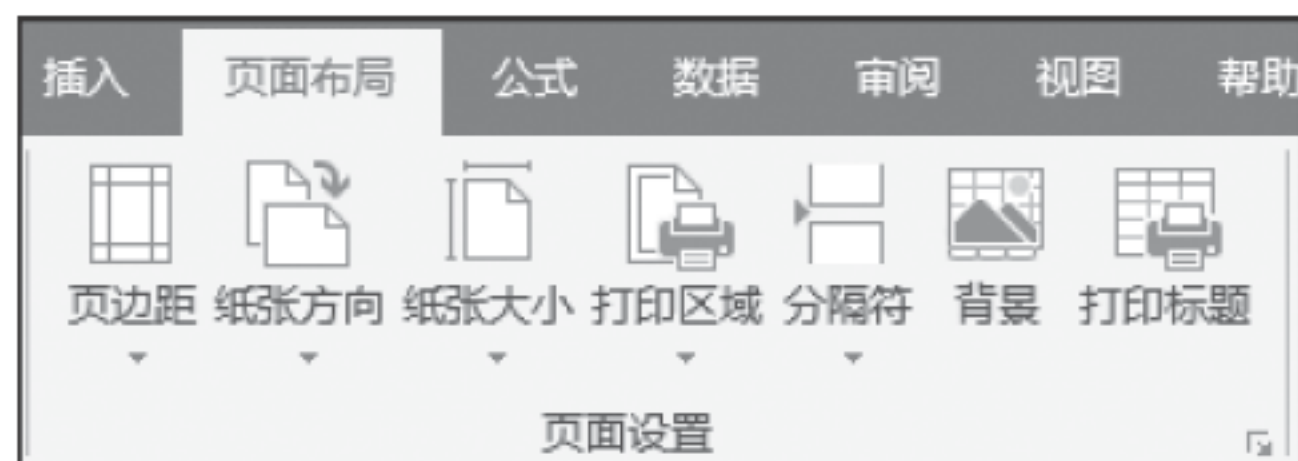 插入 页面布局 公式 数据 审阅 视图 帮助
页边距 纸张方向 纸张大小 打印区域 分隔符 背景 打印标题
页面设置